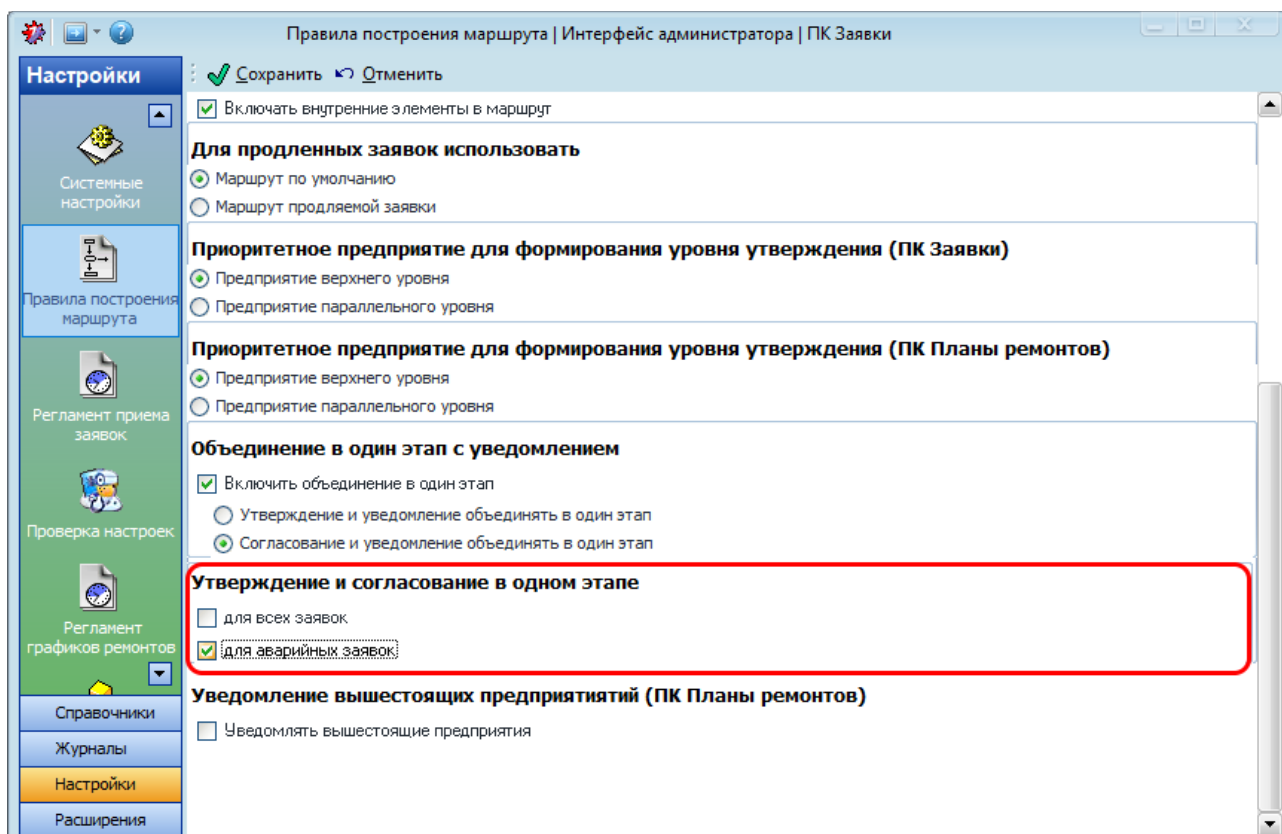 Правила построения маршрута | Интерфейс администратора | ПК Заявки
Настройки
Сохранить Отменить
Системные
настройки
Правила построения
маршрута
Регламент приема
заявок
Проверка настроек
Регламент
графиков ремонтов
Справочники
Журналы
Настройки
Расширения
Включать внутренние элементы в маршрут
Для продленных заявок использовать
Маршрут по умолчанию
Маршрут продляемой заявки
Приоритетное предприятие для формирования уровня утверждения (ПК Заявки)
Предприятие верхнего уровня
Предприятие параллельного уровня
Приоритетное предприятие для формирования уровня утверждения (ПК Планы ремонтов)
Предприятие верхнего уровня
Предприятие параллельного уровня
Объединение в один этап с уведомлением
Включить объединение в один этап
Утверждение и уведомление объединять в один этап
Согласование и уведомление объединять в один этап
Утверждение и согласование в одном этапе
для всех заявок
для аварийных заявок
Уведомление вышестоящих предприятиятий (ПК Планы ремонтов)
Уведомлять вышестоящие предприятия